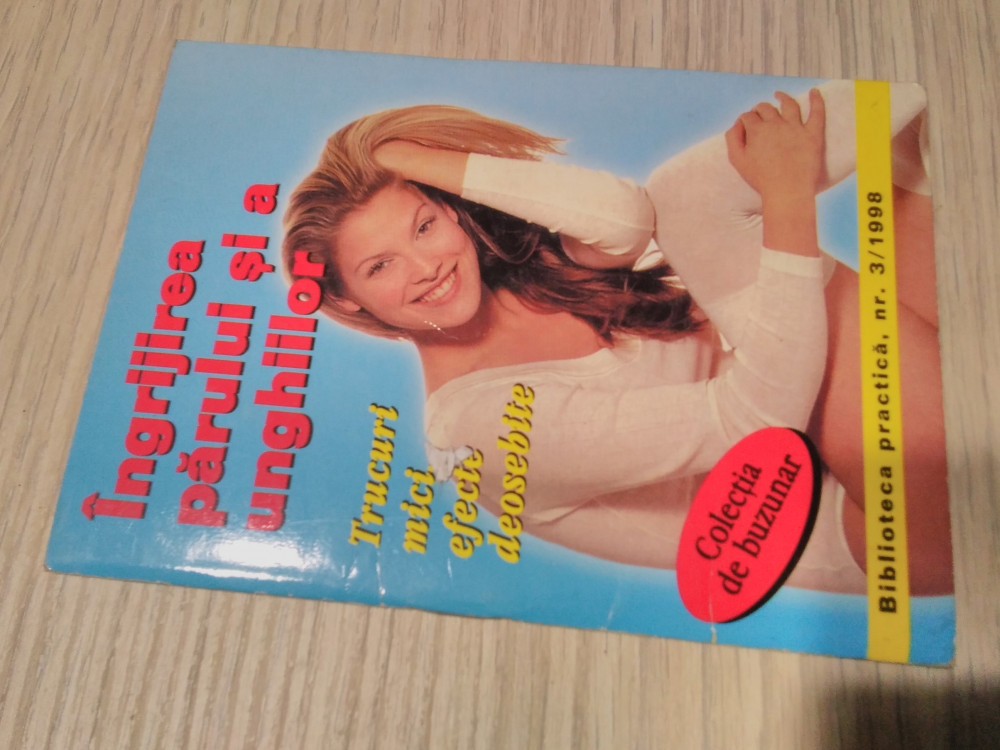 Îngrijirea
părului și a
unghiilor
Trucuri
mici
efecte
deosebite
Colecția
de buzunar
Biblioteca practică, nr. 3/1998